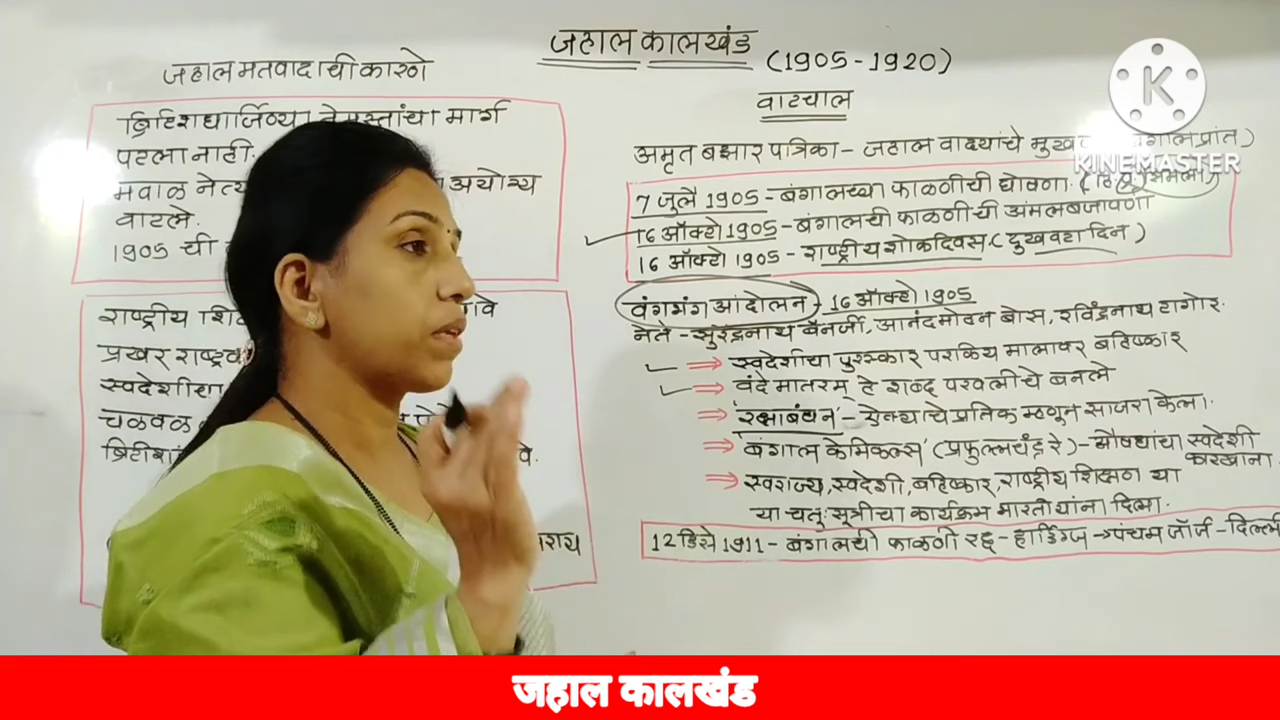 जहाल कालखंड (1905-1920)
जहाल मतवादाची कारणे
मार्ग
पटला नाही.
मवाळ नेत्यां अयोग्य
वाटले.
1905 ची
राष्ट्रीय
प्रखर
स्वदेशीचा
चळवळ
वाटचाल
अमृत बझार पत्रिका - जहाल वाद्यांचे प्रांत)
7 जुलै 1905 - बंगालच्या फाळणीची घोषणा.
16 ऑक्टो 1905 - बंगालची फाळणीची अंमलबजावणी
16 ऑक्टो 1905 - राष्ट्रीय शोकदिवस (दुखवटा दिन)
वंगभंग आंदोलन - 16 ऑक्टो 1905
नेते - सुरेंद्रनाथ बॅनर्जी, आनंदमोहन बोस, रविंद्रनाथ टागोर.
⇒ स्वदेशीचा पुरस्कार परकिय मालावर बहिष्कार
⇒ 'वंदे मातरम्' हे शब्द परवलीचे बनले
⇒ 'रक्षाबंधन' - ऐक्याचे प्रतिक म्हणून साजरा केला.
⇒ 'बंगाल केमिकल्स' (प्रफुल्लचंद्र रे) - औषधांचा स्वदेशी
कारखाना.
⇒ स्वराज्य, स्वदेशी, बहिष्कार, राष्ट्रीय शिक्षण या
या चतुःसूत्रीचा कार्यक्रम भारतीयांना दिला.
12 डिसे 1911 - बंगालची फाळणी रद्द - हार्डिंग्ज → पंचम जॉर्ज - दिल्ली
K
KINEMASTER
जहाल कालखंड